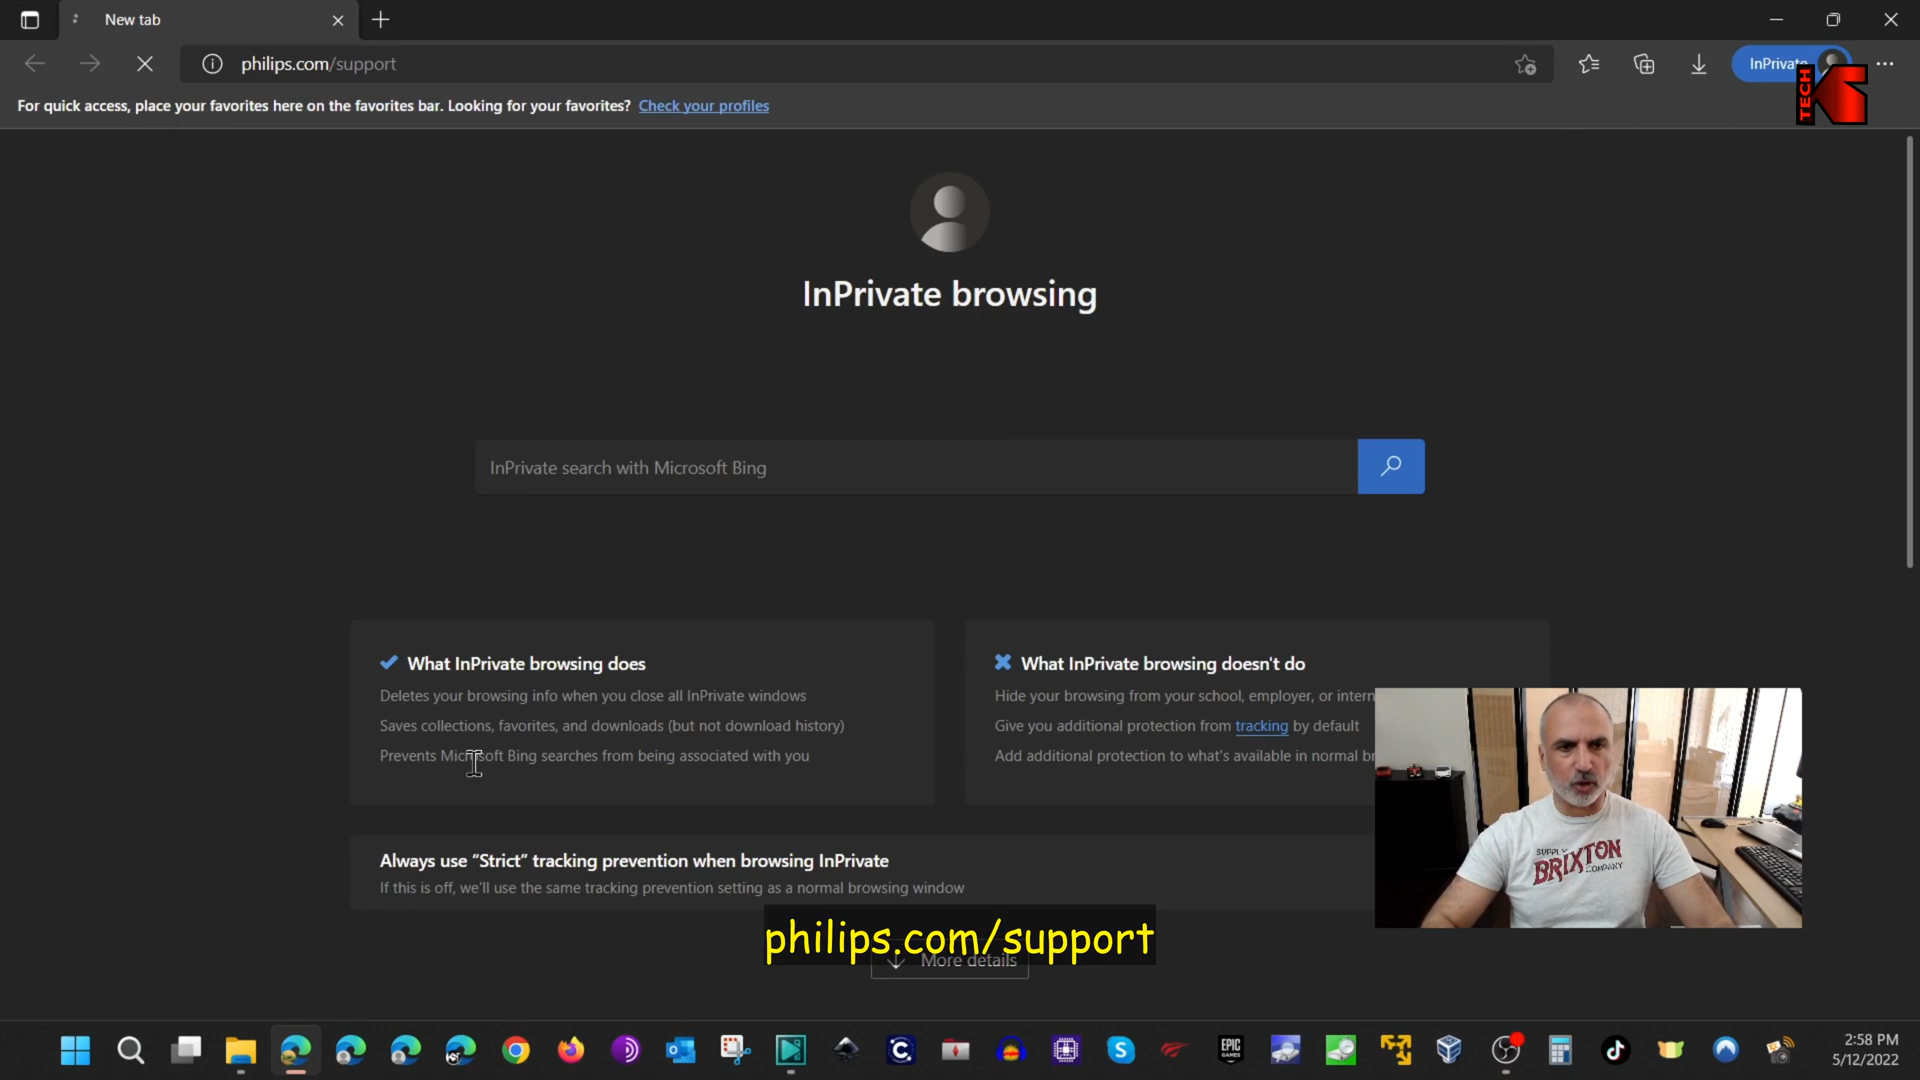 New tab
philips.com/support
InPrivate
For quick access, place your favorites here on the favorites bar. Looking for your favorites? Check your profiles
TECH K
InPrivate browsing
InPrivate search with Microsoft Bing
What InPrivate browsing does
Deletes your browsing info when you close all InPrivate windows
Saves collections, favorites, and downloads (but not download history)
Prevents Microsoft Bing searches from being associated with you
What InPrivate browsing doesn't do
Hide your browsing from your school, employer, or intern
Give you additional protection from tracking by default
Add additional protection to what's available in normal br
Always use “Strict” tracking prevention when browsing InPrivate
If this is off, we'll use the same tracking prevention setting as a normal browsing window
SUPPLY
BRIXTON
COMPANY
philips.com/support
More details
EPIC
GAMES
2:58 PM
5/12/2022